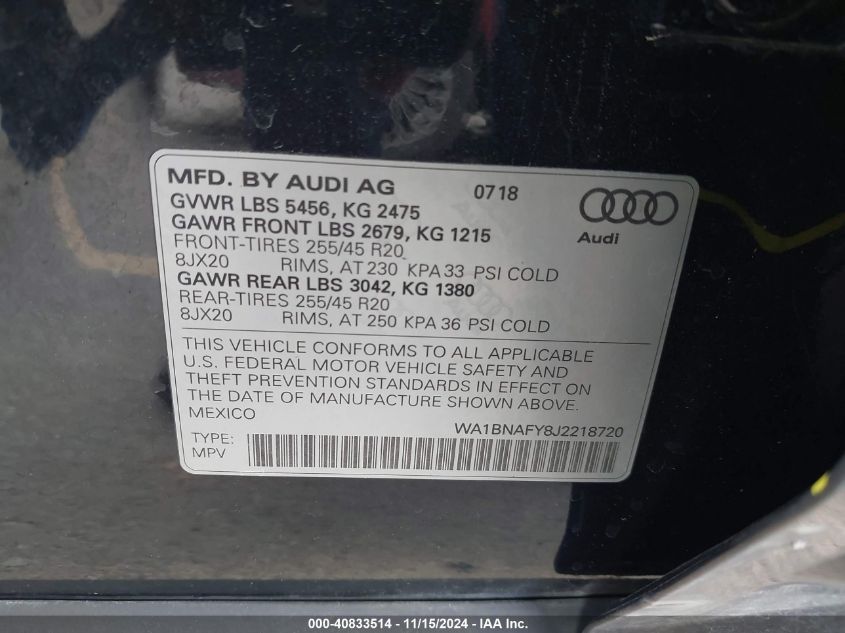 MFD. BY AUDI AG 0718
GVWR LBS 5456, KG 2475
GAWR FRONT LBS 2679, KG 1215
Audi
FRONT-TIRES 255/45 R20
8JX20 RIMS, AT 230 KPA 33 PSI COLD
GAWR REAR LBS 3042, KG 1380
REAR-TIRES 255/45 R20
8JX20 RIMS, AT 250 KPA 36 PSI COLD
THIS VEHICLE CONFORMS TO ALL APPLICABLE
U.S. FEDERAL MOTOR VEHICLE SAFETY AND
THEFT PREVENTION STANDARDS IN EFFECT ON
THE DATE OF MANUFACTURE SHOWN ABOVE.
MEXICO
WA1BNAFY8J2218720
TYPE:
MPV
000-40833514 - 11/15/2024 - WWW.IAAI.COM